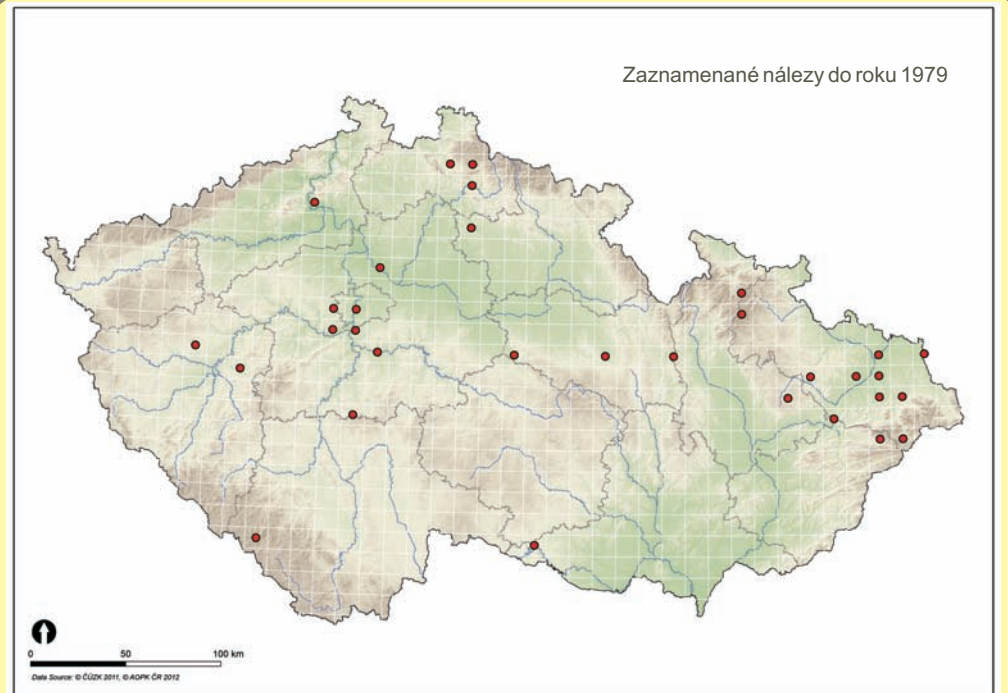 Zaznamenané nálezy do roku 1979
0 50 100 km
Data Source: © ČÚZK 2011, © AOPK ČR 2012